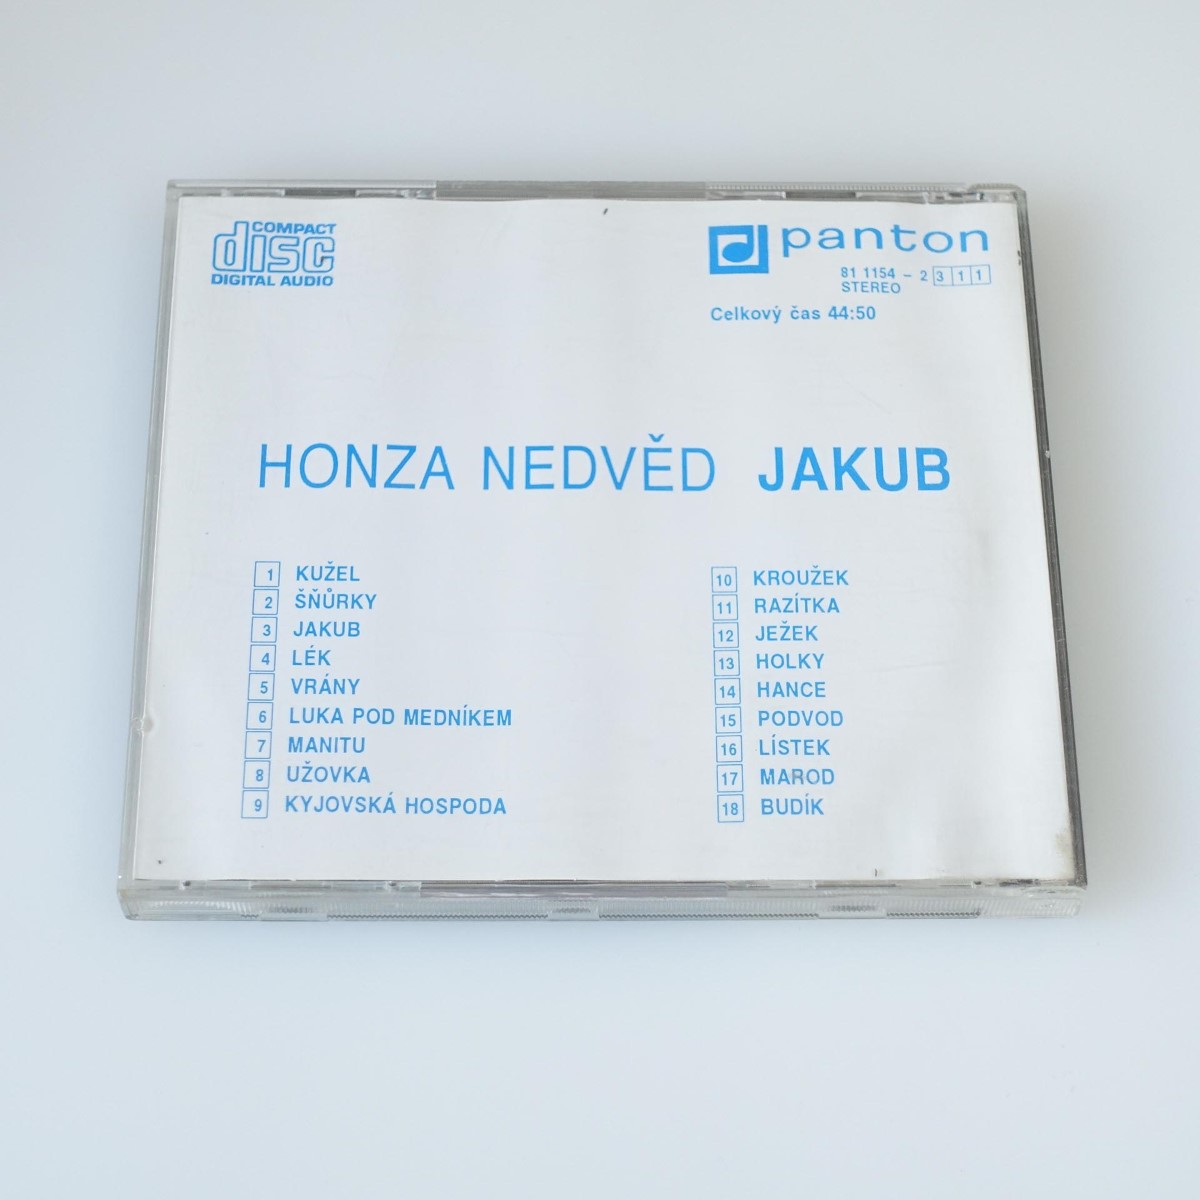 COMPACT
disc
DIGITAL AUDIO
panton
81 1154 - 2 3 1 1
STEREO
Celkový čas 44:50
HONZA NEDVĚD JAKUB
1 KUŽEL
2 ŠŇŮRKY
3 JAKUB
4 LÉK
5 VRÁNY
6 LUKA POD MEDNÍKEM
7 MANITU
8 UŽOVKA
9 KYJOVSKÁ HOSPODA
10 KROUŽEK
11 RAZÍTKA
12 JEŽEK
13 HOLKY
14 HANCE
15 PODVOD
16 LÍSTEK
17 MAROD
18 BUDÍK